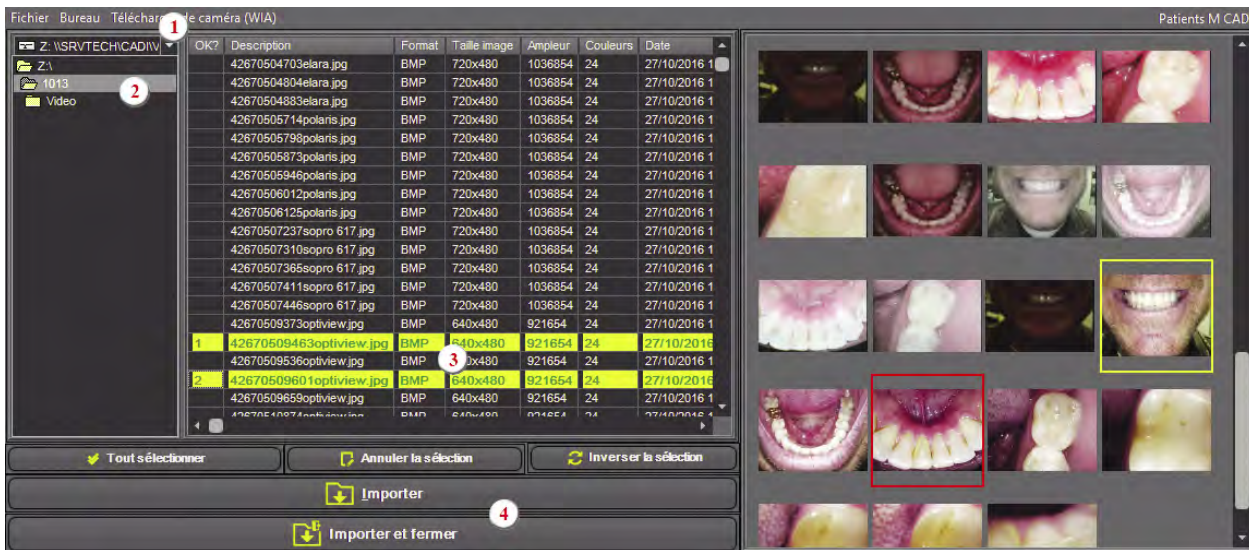 Fichier Bureau Télécharger de caméra (WIA) Patients M CAD
1
Z: \\SRVTECH\CADI\V
Z:\
1013
2
Video
OK? Description Format Taille image Ampleur Couleurs Date
42670504703elara.jpg BMP 720x480 1036854 24 27/10/2016 1
42670504804elara.jpg BMP 720x480 1036854 24 27/10/2016 1
42670504883elara.jpg BMP 720x480 1036854 24 27/10/2016 1
42670505714polaris.jpg BMP 720x480 1036854 24 27/10/2016 1
42670505798polaris.jpg BMP 720x480 1036854 24 27/10/2016 1
42670505873polaris.jpg BMP 720x480 1036854 24 27/10/2016 1
42670505946polaris.jpg BMP 720x480 1036854 24 27/10/2016 1
42670506012polaris.jpg BMP 720x480 1036854 24 27/10/2016 1
42670506125polaris.jpg BMP 720x480 1036854 24 27/10/2016 1
42670507237sopro 617.jpg BMP 720x480 1036854 24 27/10/2016 1
42670507310sopro 617.jpg BMP 720x480 1036854 24 27/10/2016 1
42670507365sopro 617.jpg BMP 720x480 1036854 24 27/10/2016 1
42670507411sopro 617.jpg BMP 720x480 1036854 24 27/10/2016 1
42670507446sopro 617.jpg BMP 720x480 1036854 24 27/10/2016 1
42670509373optiview.jpg BMP 640x480 921654 24 27/10/2016 1
1 42670509463optiview.jpg BMP 640x480 921654 24 27/10/2016
42670509536optiview.jpg BMP 640x480 921654 24 27/10/2016 1
3
2 42670509601optiview.jpg BMP 640x480 921654 24 27/10/2016
42670509659optiview.jpg BMP 640x480 921654 24 27/10/2016 1
42670510874optiview.jpg BMP 640x480 921654 24 27/10/2016 1
Tout sélectionner Annuler la sélection Inverser la sélection
Importer
4
Importer et fermer